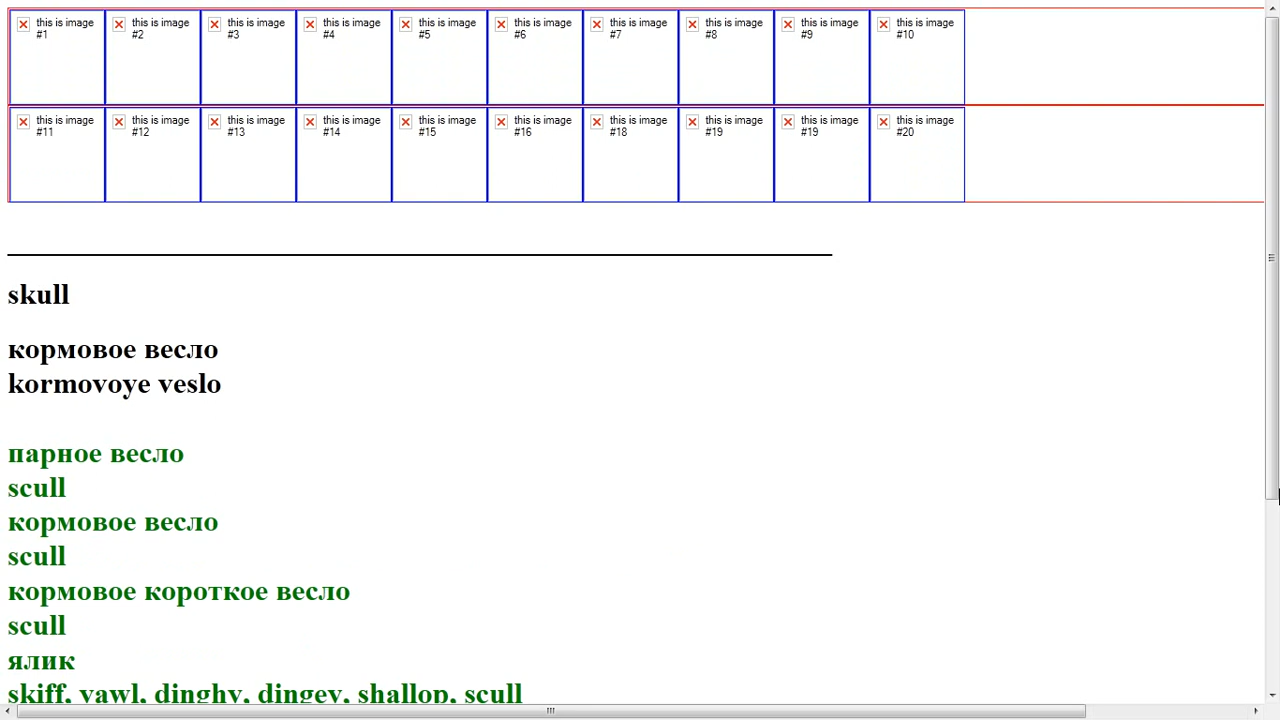 this is image #1 this is image #2 this is image #3 this is image #4 this is image #5 this is image #6 this is image #7 this is image #8 this is image #9 this is image #10
this is image #11 this is image #12 this is image #13 this is image #14 this is image #15 this is image #16 this is image #18 this is image #19 this is image #19 this is image #20
skull
кормовое весло
kormovoye veslo
парное весло
scull
кормовое весло
scull
кормовое короткое весло
scull
ялик
skiff, yawl, dinghy, dingey, shallop, scull